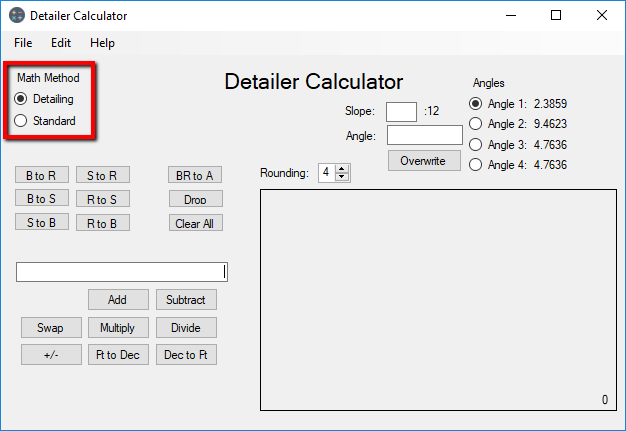 Detailer Calculator
File Edit Help
Math Method
Detailing
Standard
Detailer Calculator
Slope: :12
Angle:
Overwrite
Angles
Angle 1: 2.3859
Angle 2: 9.4623
Angle 3: 4.7636
Angle 4: 4.7636
Rounding: 4
B to R S to R BR to A
B to S R to S Drop
S to B R to B Clear All
Add Subtract
Swap Multiply Divide
+/- Ft to Dec Dec to Ft
0